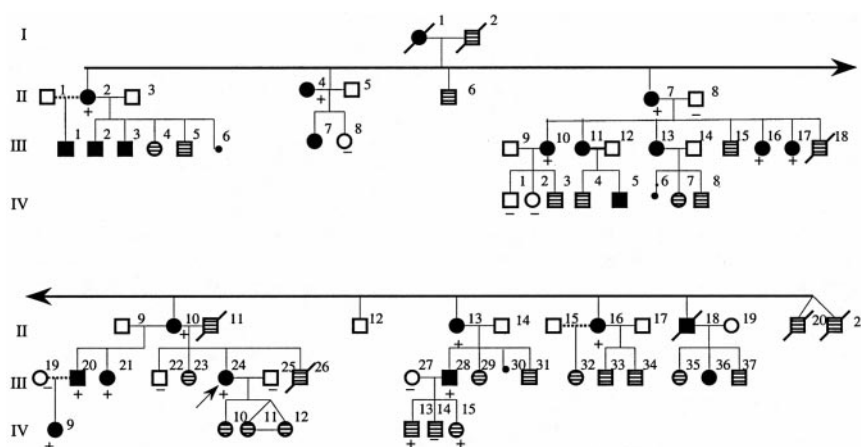 I 1 2
1 2 3 4 5 6 7 8
II + + + -
1 2 3 4 5 6 7 8 9 10 11 12 13 14 15 16 17 18
III - + + +
1 2 3 4 5 6 7 8
IV - -
9 10 11 12 13 14 15 16 17 18 19 20 2
II + + +
19 20 21 22 23 24 25 26 27 28 29 30 31 32 33 34 35 36 37
III - + + - + - - +
9 10 11 12 13 14 15
IV + + - +